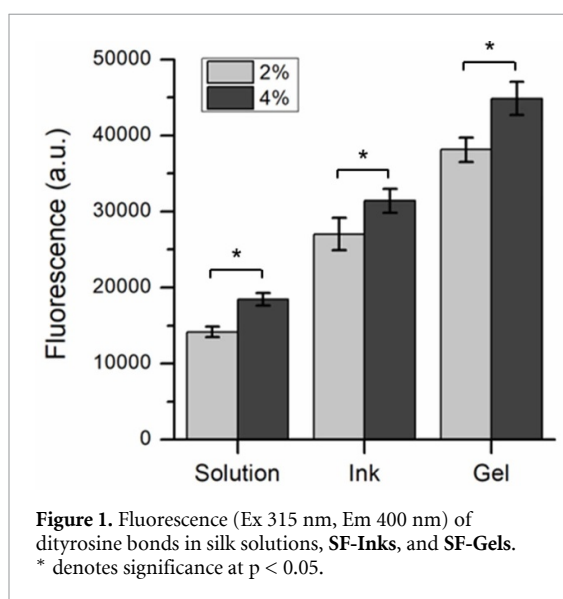 50000
40000
30000
20000
10000
0
Fluorescence (a.u.)
2%
4%
*
*
*
Solution Ink Gel
Figure 1. Fluorescence (Ex 315 nm, Em 400 nm) of
dityrosine bonds in silk solutions, SF-Inks, and SF-Gels.
* denotes significance at p < 0.05.